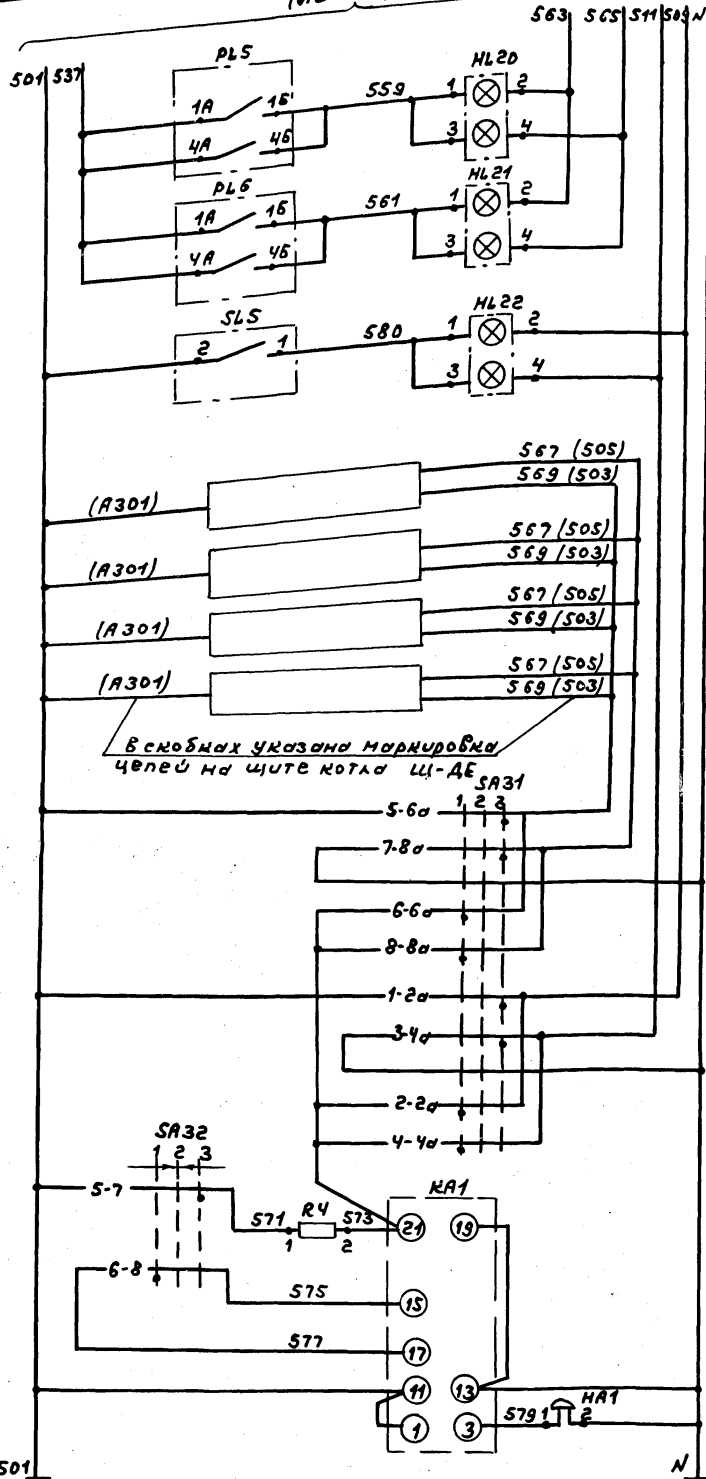 563 565 511 509 N
501 537
PL5
1А 1Б
4А 4Б
559
HL20
1 2
3 4
PL6
1А 1Б
4А 4Б
561
HL21
1 2
3 4
SL5
2 1
580
HL22
1 2
3 4
567 (505)
569 (503)
(А301)
567 (505)
569 (503)
(А301)
567 (505)
569 (503)
(А301)
567 (505)
569 (503)
(А301)
В скобках указана маркировка
цепей на щите котла Щ-ДЕ
SA31
1 2 3
5-6а
7-8а
6-6а
8-8а
1-2а
3-4а
2-2а
4-4а
SA32
1 2 3
5-7
571 R4 573
1 2
KA1
21 19
6-8
575
15
577
17
11 13
1 3
579 1 HA1 2
501
N